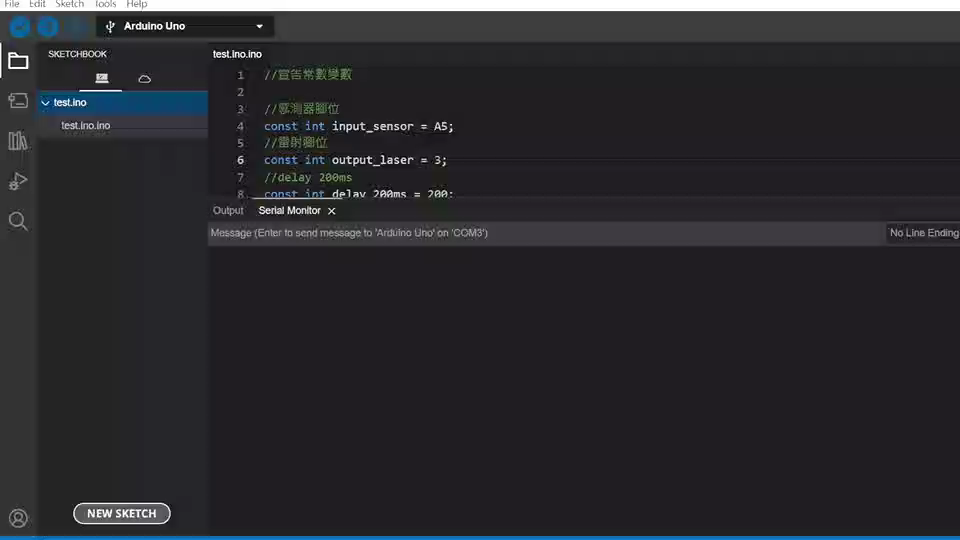 File Edit Sketch Tools Help
Arduino Uno
SKETCHBOOK
test.ino
test.ino.ino
NEW SKETCH
test.ino.ino
1 //宣告常數變數
2
3 //感測器腳位
4 const int input_sensor = A5;
5 //雷射腳位
6 const int output_laser = 3;
7 //delay 200ms
8 const int delay_200ms = 200;
Output Serial Monitor
Message (Enter to send message to 'Arduino Uno' on 'COM3')
No Line Ending